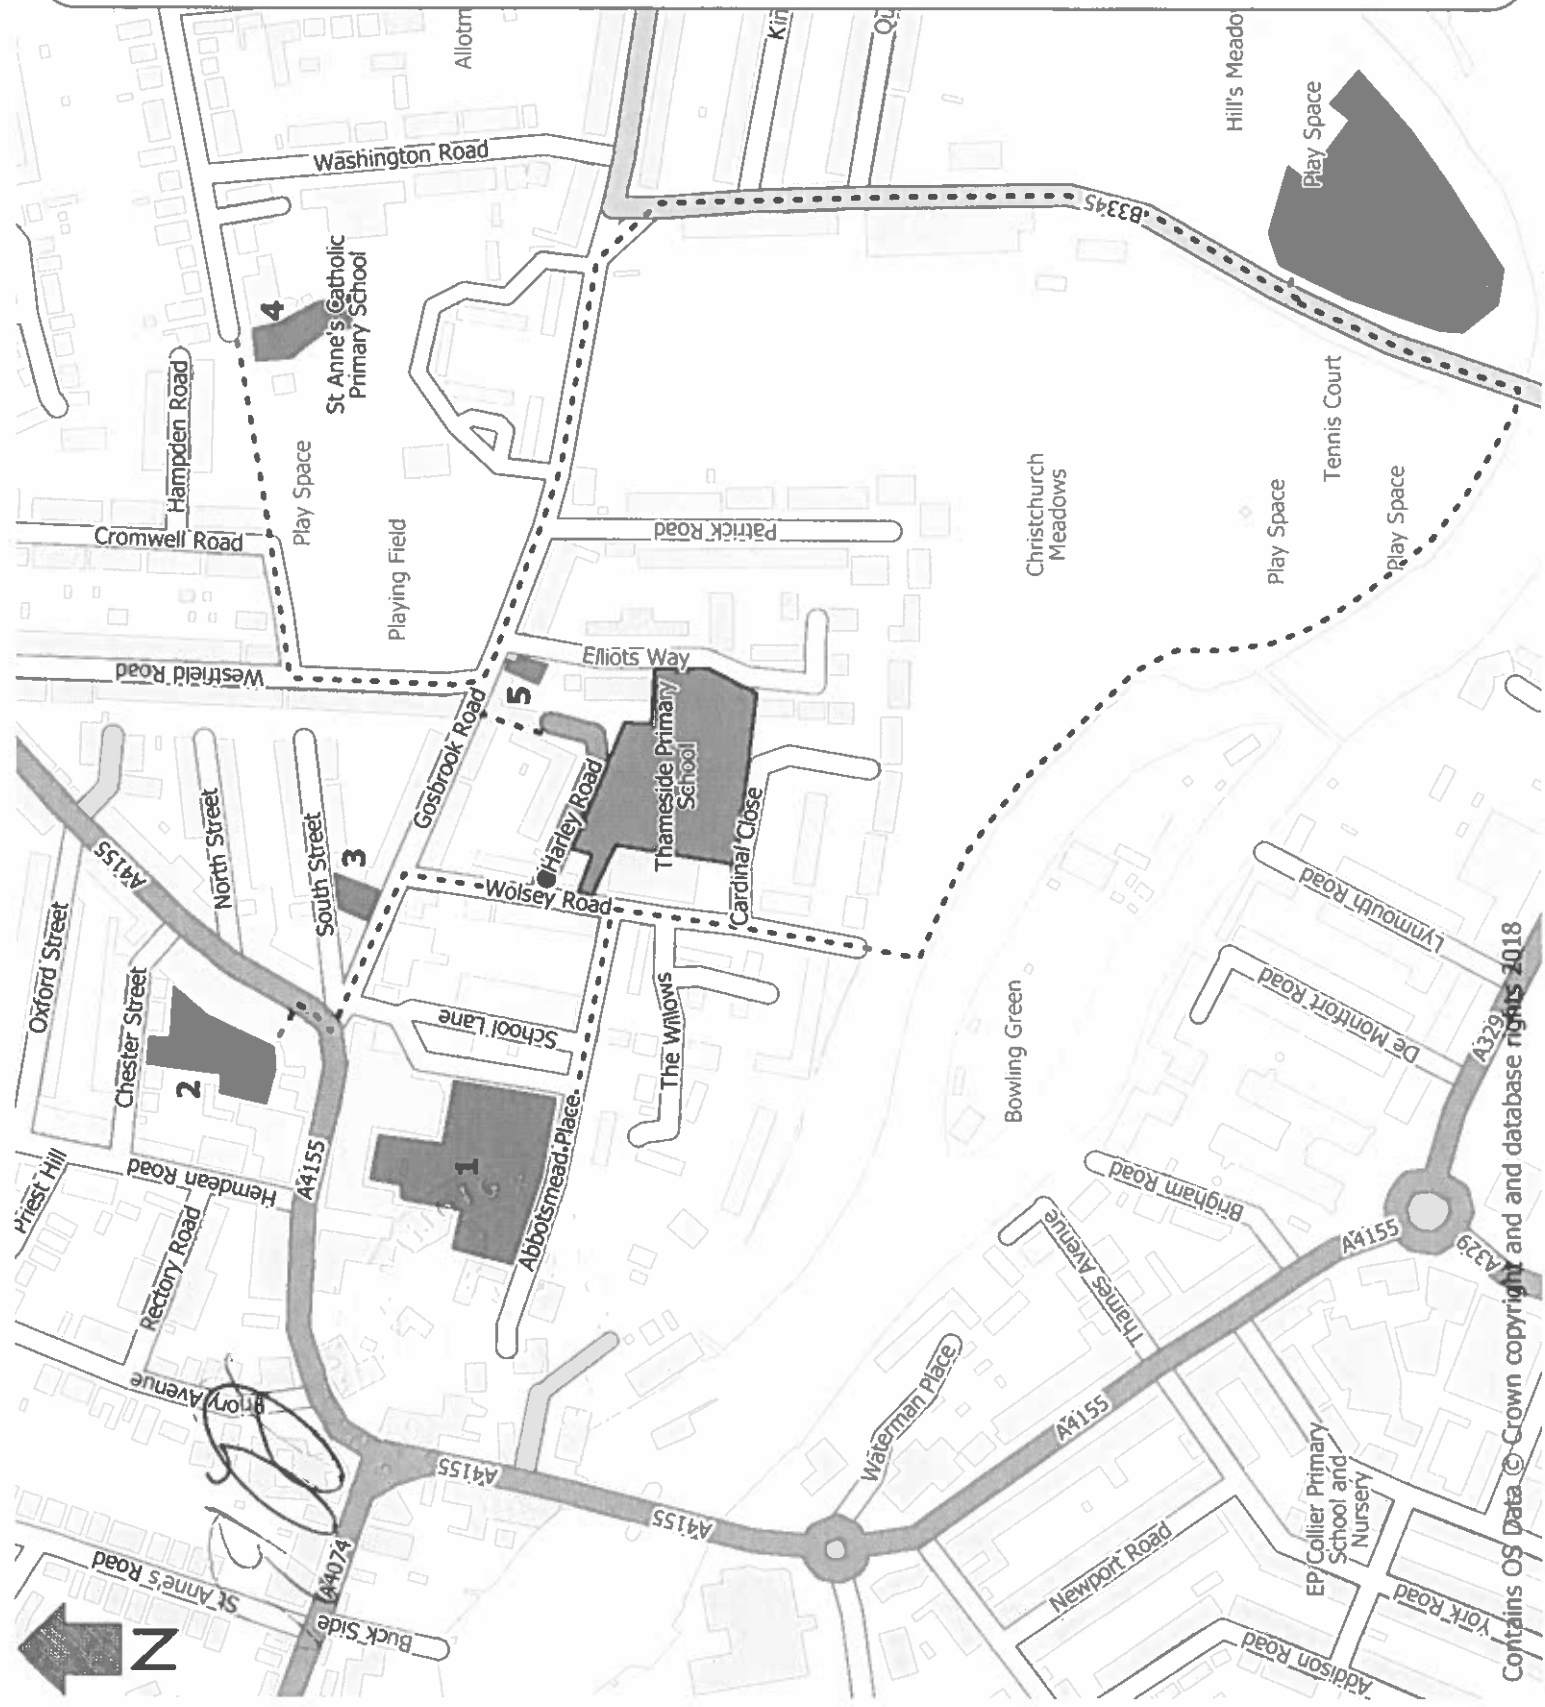 Allotm
Kin
Qu
Hill's Meado
Play Space
Washington Road
B3345
St Anne's Catholic
Primary School
4
Hampden Road
Cromwell Road
Play Space
Playing Field
Patrick Road
Christchurch
Meadows
Tennis Court
Play Space
Play Space
Westfield Road
Elliots Way
5
Gosbrook Road
Harley Road
Thameside Primary
School
Cardinal Close
Wolsey Road
A4155
North Street
South Street
3
Oxford Street
Chester Street
2
School Lane
The Willows
Abbotsmead Place
1
Bowling Green
Lynmouth Road
De Montfort Road
A329
Priest Hill
Hemdean Road
A4155
Rectory Road
Priory Avenue
Brigham Road
Thames Avenue
A4155
A329
Waterman Place
A4155
A4155
A4155
A4074
St Anne's Road
Buck Side
Newport Road
EP Collier Primary
School and
Nursery
York Road
Addison Road
N
Contains OS Data © Crown copyright and and database rights 2018